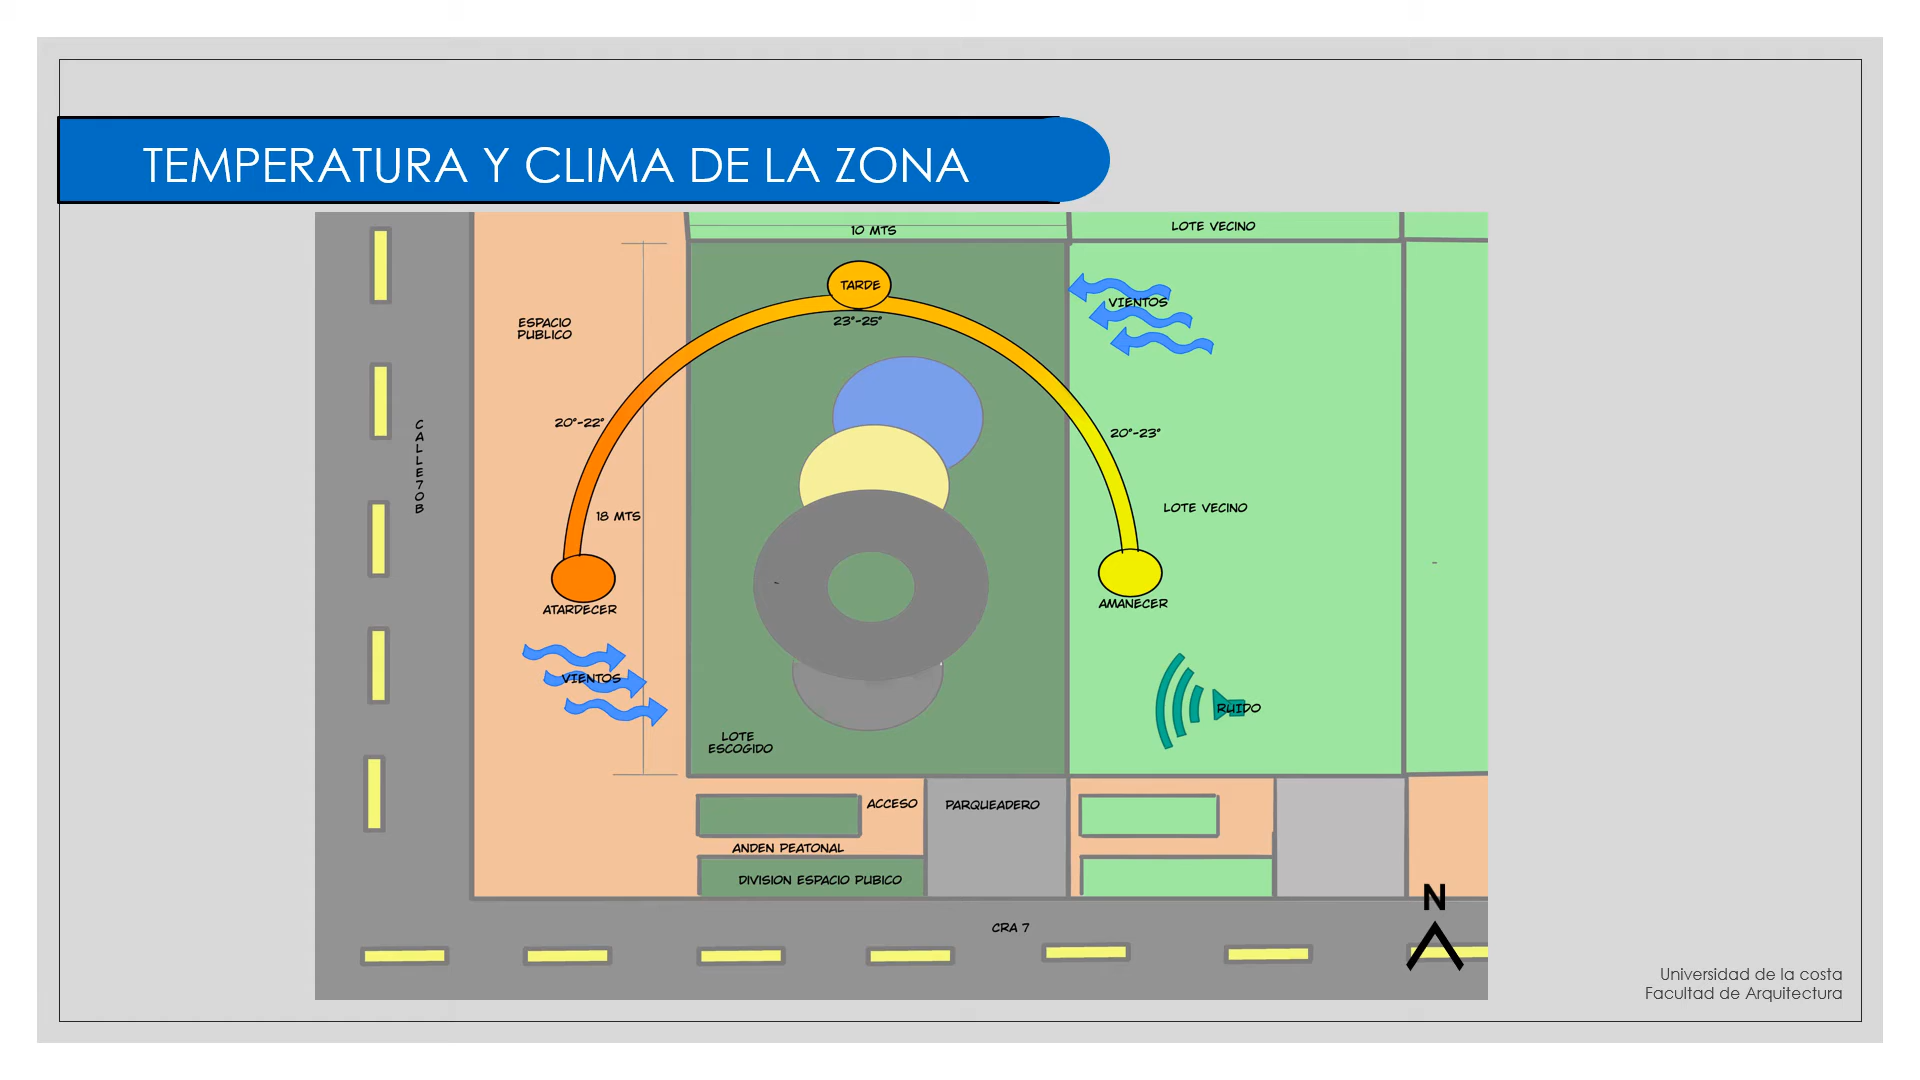 TEMPERATURA Y CLIMA DE LA ZONA
10 MTS
LOTE VECINO
TARDE
23°-25°
VIENTOS
ESPACIO
PUBLICO
20°-22°
20°-23°
CALLE70B
18 MTS
LOTE VECINO
ATARDECER
AMANECER
VIENTOS
RUIDO
LOTE
ESCOGIDO
ACCESO
PARQUEADERO
ANDEN PEATONAL
DIVISION ESPACIO PUBICO
N
CRA 7
Universidad de la costa
Facultad de Arquitectura